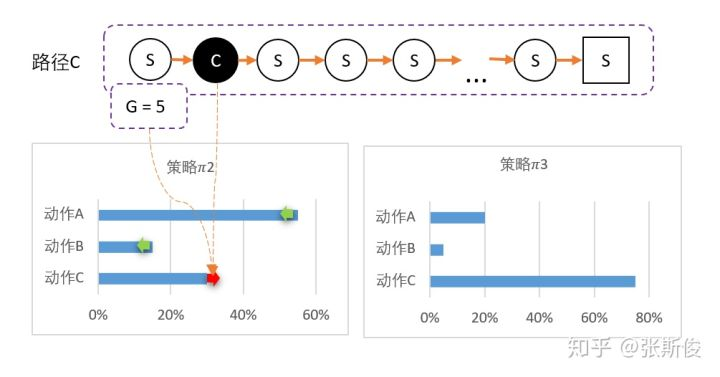 路径C
S C S S S ... S S
G = 5
策略π2
动作A
动作B
动作C
0% 20% 40% 60%
策略π3
动作A
动作B
动作C
0% 20% 40% 60% 80%
知乎 @张斯俊